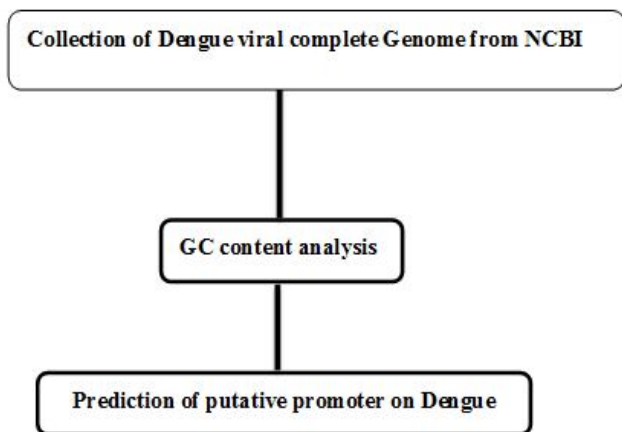 Collection of Dengue viral complete Genome from NCBI
GC content analysis
Prediction of putative promoter on Dengue